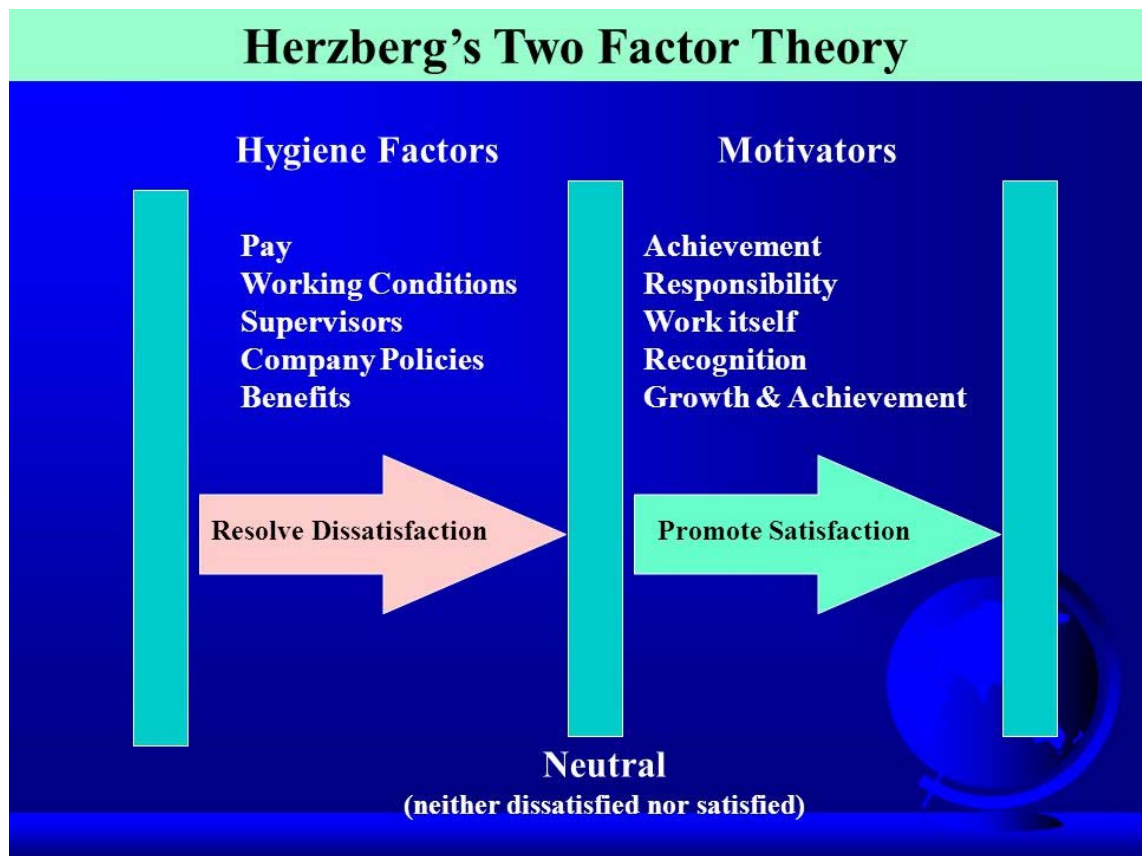 Herzberg’s Two Factor Theory
Hygiene Factors
Pay
Working Conditions
Supervisors
Company Policies
Benefits
Resolve Dissatisfaction
Motivators
Achievement
Responsibility
Work itself
Recognition
Growth & Achievement
Promote Satisfaction
Neutral
(neither dissatisfied nor satisfied)